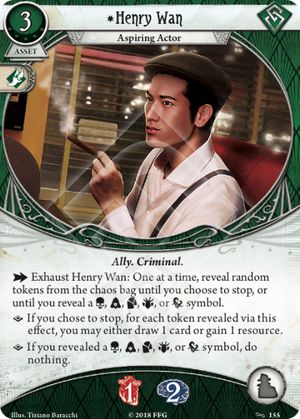 3
Henry Wan
Aspiring Actor
ASSET
Ally. Criminal.
Exhaust Henry Wan: One at a time, reveal random
tokens from the chaos bag until you choose to stop, or
until you reveal a , , , , or symbol.
If you chose to stop, for each token revealed via this
effect, you may either draw 1 card or gain 1 resource.
If you revealed a , , , , or symbol, do
nothing.
1
2
Illus. Tiziano Baracchi
© 2018 FFG
155